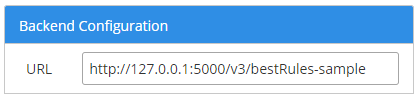 Backend Configuration
URL http://127.0.0.1:5000/v3/bestRules-sample